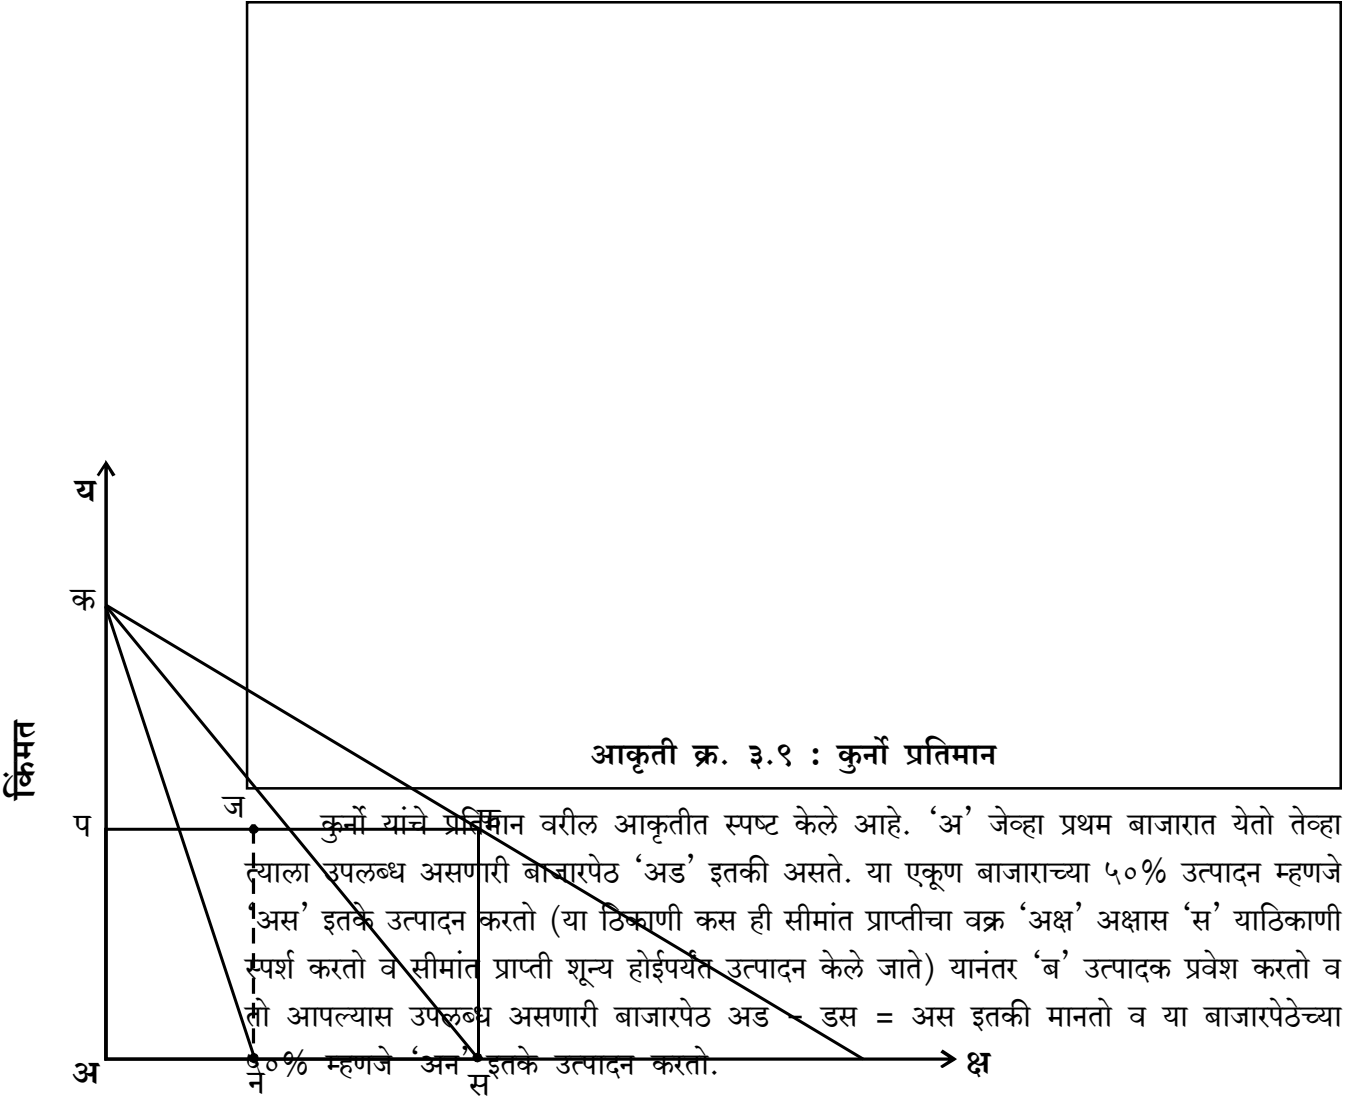 य
क
किंमत
आकृती क्र. ३.९ : कुर्नो प्रतिमान
ज
प
कुर्नो यांचे प्रतिमान वरील आकृतीत स्पष्ट केले आहे. ‘अ’ जेव्हा प्रथम बाजारात येतो तेव्हा
त्याला उपलब्ध असणारी बाजारपेठ ‘अड’ इतकी असते. या एकूण बाजाराच्या ५०% उत्पादन म्हणजे
‘अस’ इतके उत्पादन करतो (या ठिकाणी कस ही सीमांत प्राप्तीचा वक्र ‘अक्ष’ अक्षास ‘स’ याठिकाणी
स्पर्श करतो व सीमांत प्राप्ती शून्य होईपर्यंत उत्पादन केले जाते) यानंतर ‘ब’ उत्पादक प्रवेश करतो व
तो आपल्यास उपलब्ध असणारी बाजारपेठ अड - डस = अस इतकी मानतो व या बाजारपेठेच्या
५०% म्हणजे ‘अन’ इतके उत्पादन करतो.
अ
न
स
क्ष